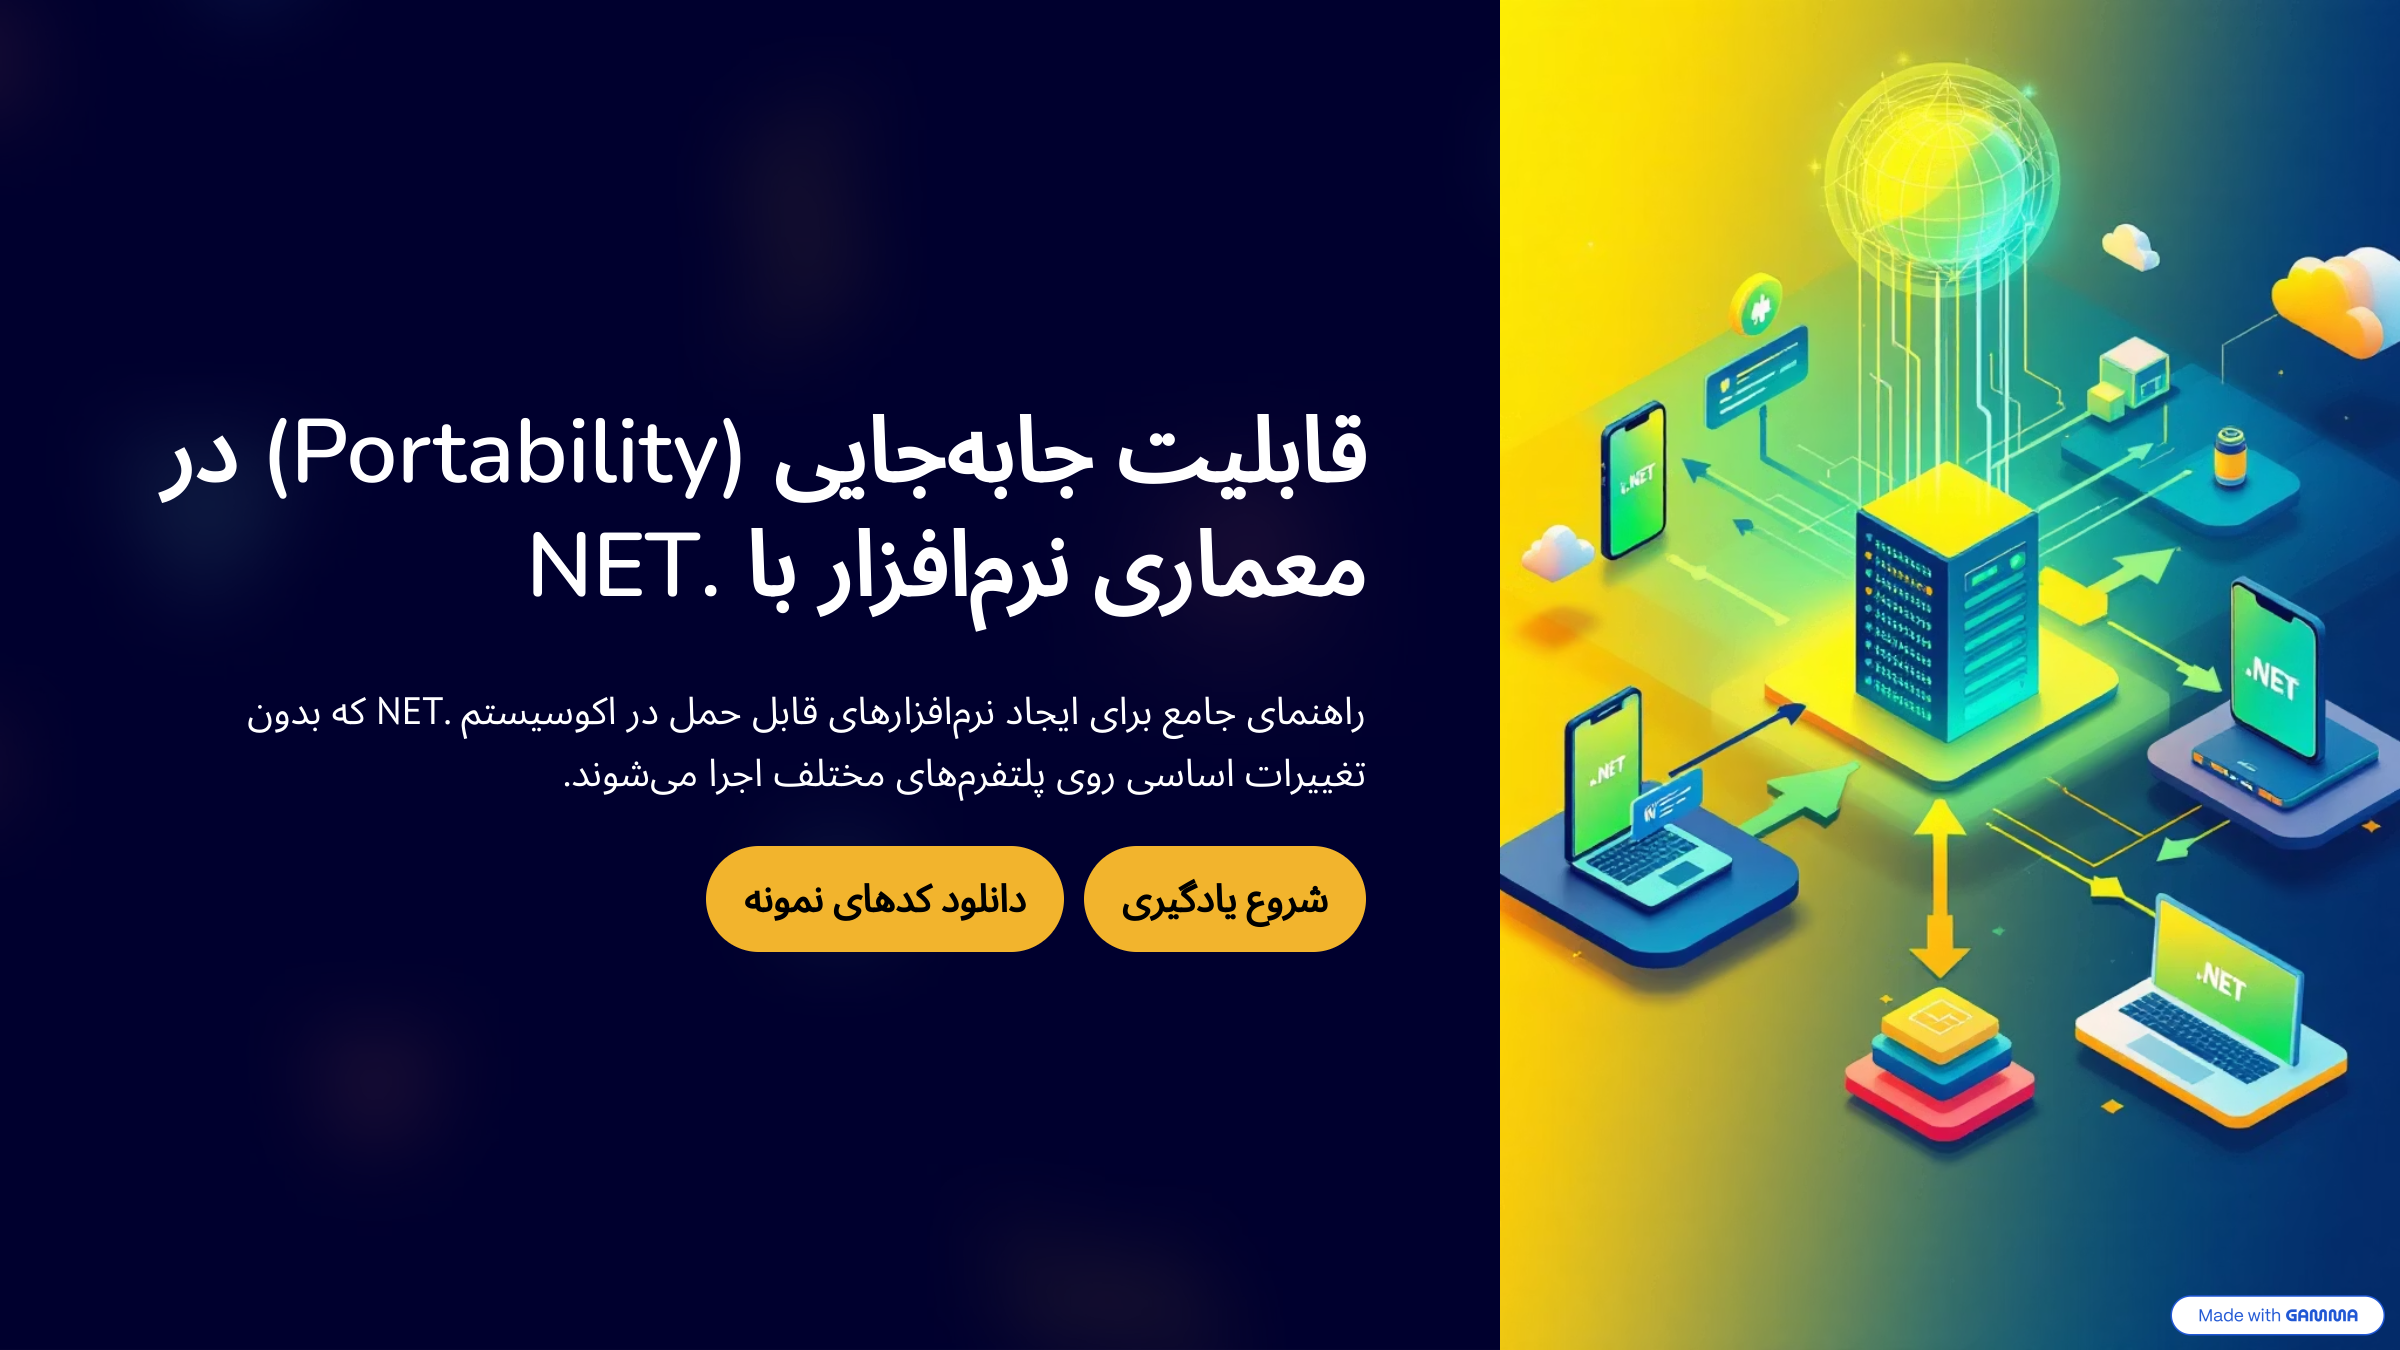 قابلیت جابه‌جایی (Portability) در
معماری نرم‌افزار با .NET
راهنمای جامع برای ایجاد نرم‌افزارهای قابل حمل در اکوسیستم .NET که بدون
تغییرات اساسی روی پلتفرم‌های مختلف اجرا می‌شوند.
شروع یادگیری
دانلود کدهای نمونه
.NET
.NET
.NET
.NET
Made with GAMMA